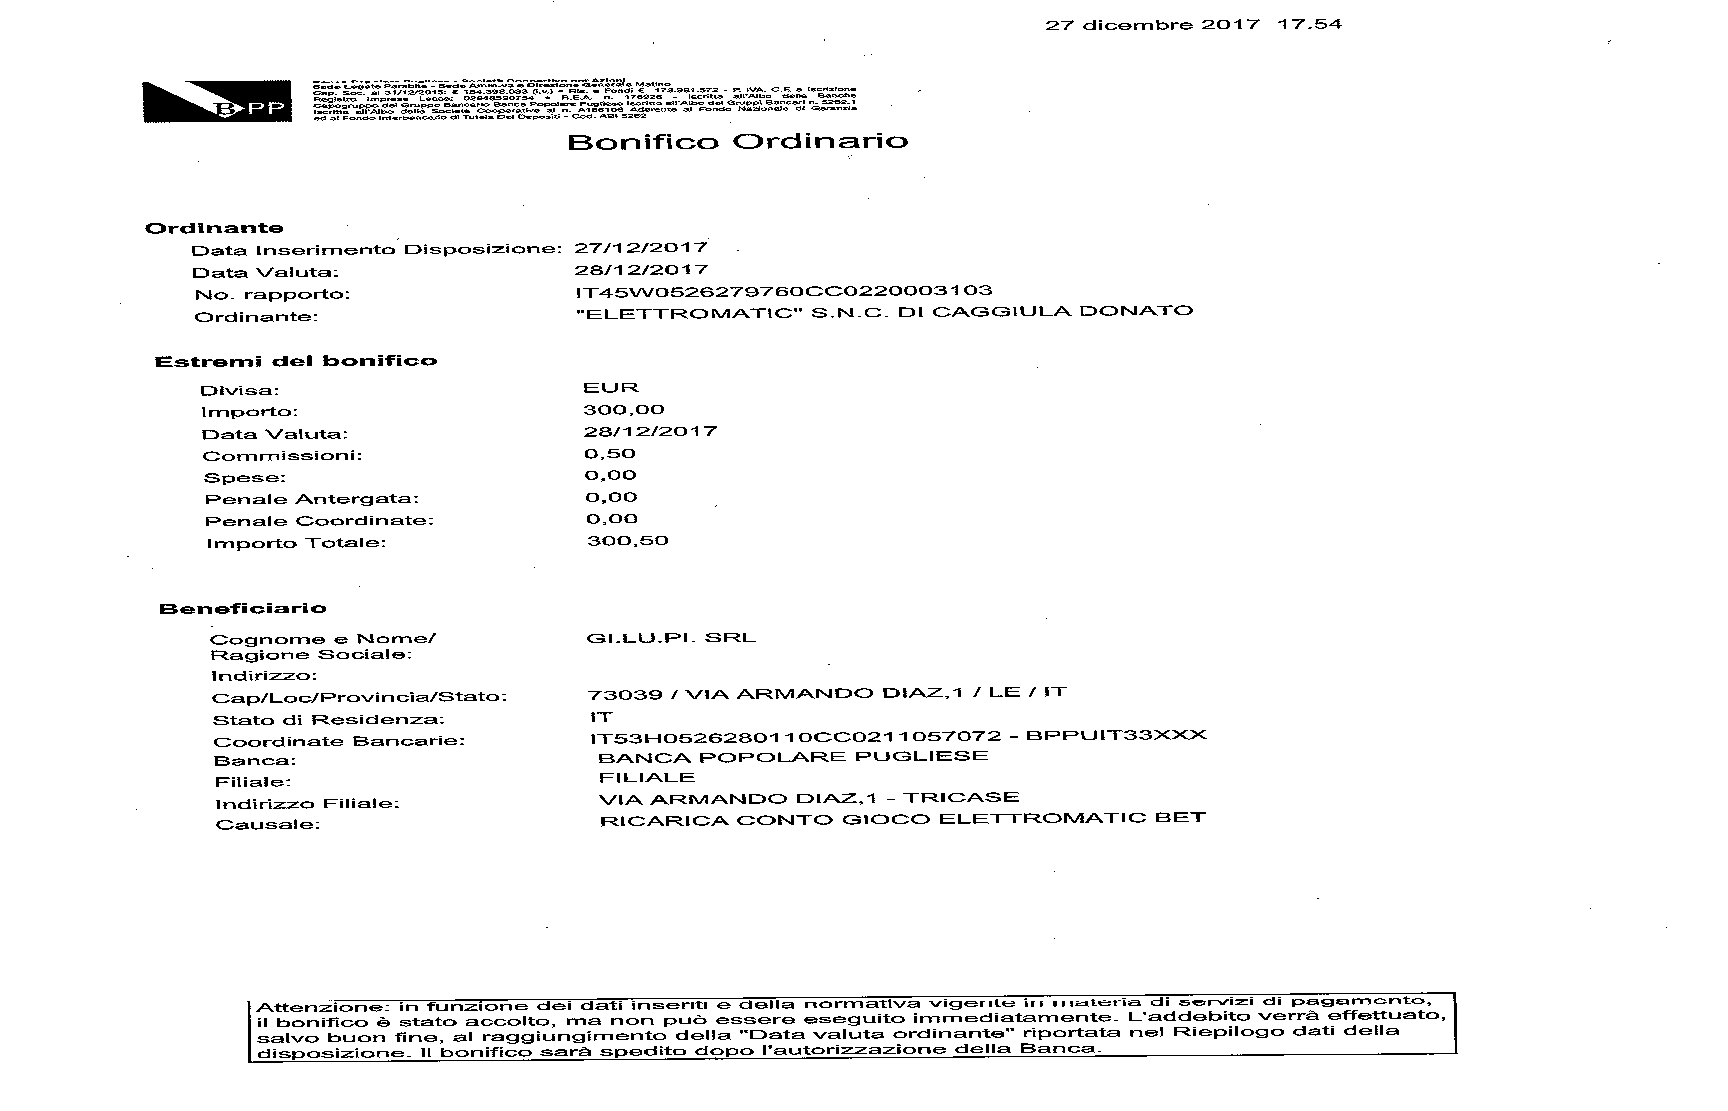 27 dicembre 2017 17.54
BPP
Sede Legale Parabita - Sede Amm.va e Direzione Generale Matino
Cap. Soc. al 31/12/2015: € - Ris. e Fondi € - P. IVA, C.F. e Iscrizione
Registro Imprese Lecce: - R.E.A. n. - Iscritta all'Albo delle Banche
Capogruppo del Gruppo Bancario Banca Popolare Pugliese iscritto all'Albo dei Gruppi Bancari n. 5262.1
Iscritta all'Albo delle Società Cooperative al n. A166106 Aderente al Fondo Nazionale di Garanzia
ed al Fondo Interbancario di Tutela Dei Depositi - Cod. ABI 5262
Bonifico Ordinario
Ordinante
Data Inserimento Disposizione: 27/12/2017
Data Valuta: 28/12/2017
No. rapporto: IT45W0526279760CC0220003103
Ordinante: "ELETTROMATIC" S.N.C. DI CAGGIULA DONATO
Estremi del bonifico
Divisa: EUR
Importo: 300,00
Data Valuta: 28/12/2017
Commissioni: 0,50
Spese: 0,00
Penale Antergata: 0,00
Penale Coordinate: 0,00
Importo Totale: 300,50
Beneficiario
Cognome e Nome/ GI.LU.PI. SRL
Ragione Sociale:
Indirizzo:
Cap/Loc/Provincia/Stato: 73039 / VIA ARMANDO DIAZ,1 / LE / IT
Stato di Residenza: IT
Coordinate Bancarie: IT53H0526280110CC0211057072 - BPPUIT33XXX
Banca: BANCA POPOLARE PUGLIESE
Filiale: FILIALE
Indirizzo Filiale: VIA ARMANDO DIAZ,1 - TRICASE
Causale: RICARICA CONTO GIOCO ELETTROMATIC BET
Attenzione: in funzione dei dati inseriti e della normativa vigente in materia di servizi di pagamento,
il bonifico è stato accolto, ma non può essere eseguito immediatamente. L'addebito verrà effettuato,
salvo buon fine, al raggiungimento della "Data valuta ordinante" riportata nel Riepilogo dati della
disposizione. Il bonifico sarà spedito dopo l'autorizzazione della Banca.